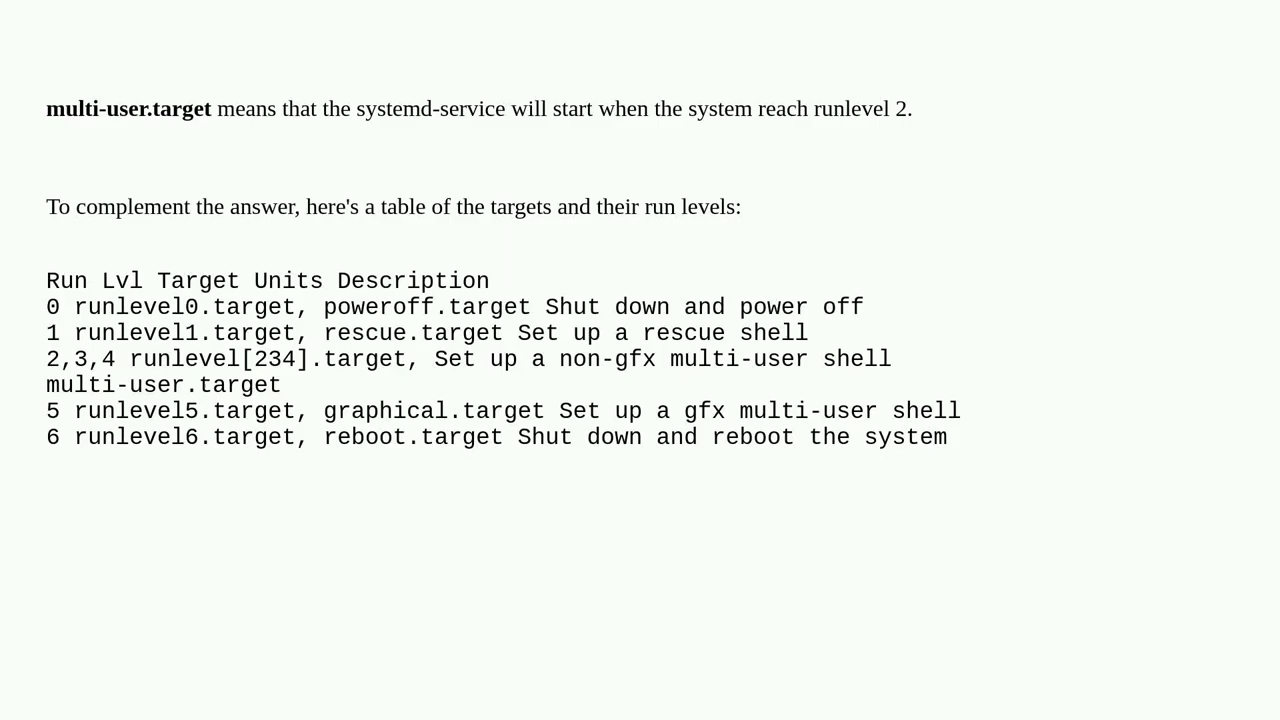 multi-user.target means that the systemd-service will start when the system reach runlevel 2.
To complement the answer, here's a table of the targets and their run levels:
Run Lvl Target Units Description
0 runlevel0.target, poweroff.target Shut down and power off
1 runlevel1.target, rescue.target Set up a rescue shell
2,3,4 runlevel[234].target, Set up a non-gfx multi-user shell
multi-user.target
5 runlevel5.target, graphical.target Set up a gfx multi-user shell
6 runlevel6.target, reboot.target Shut down and reboot the system